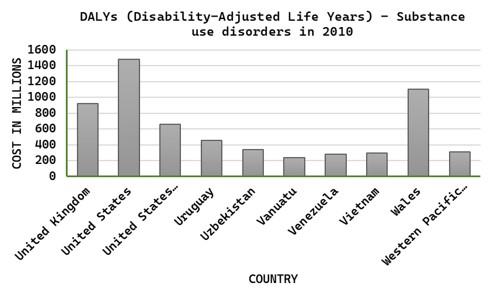 DALYs (Disability-Adjusted Life Years) - Substance
use disorders in 2010
COST IN MILLIONS
1600
1400
1200
1000
800
600
400
200
0
United Kingdom
United States
United States…
Uruguay
Uzbekistan
Vanuatu
Venezuela
Vietnam
Wales
Western Pacific…
COUNTRY